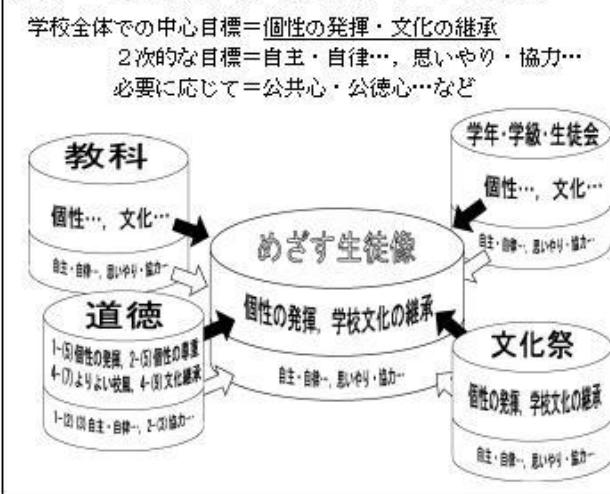 学校全体での中心目標＝個性の発揮・文化の継承
２次的な目標＝自主・自律…，思いやり・協力…
必要に応じて＝公共心・公徳心…など
教科
個性…，文化…
自主・自律…，思いやり・協力…
学年・学級・生徒会
個性…，文化…
自主・自律…，思いやり・協力…
めざす生徒像
個性の発揮，学校文化の継承
自主・自律…，思いやり・協力…
道徳
1-(5)個性の発揮，2-(5)個性の尊重
4-(7)よりよい校風，4-(9)文化継承
1-(2)(3)自主・自律…，2-(3)協力…
文化祭
個性の発揮，学校文化の継承
自主・自律…，思いやり・協力…